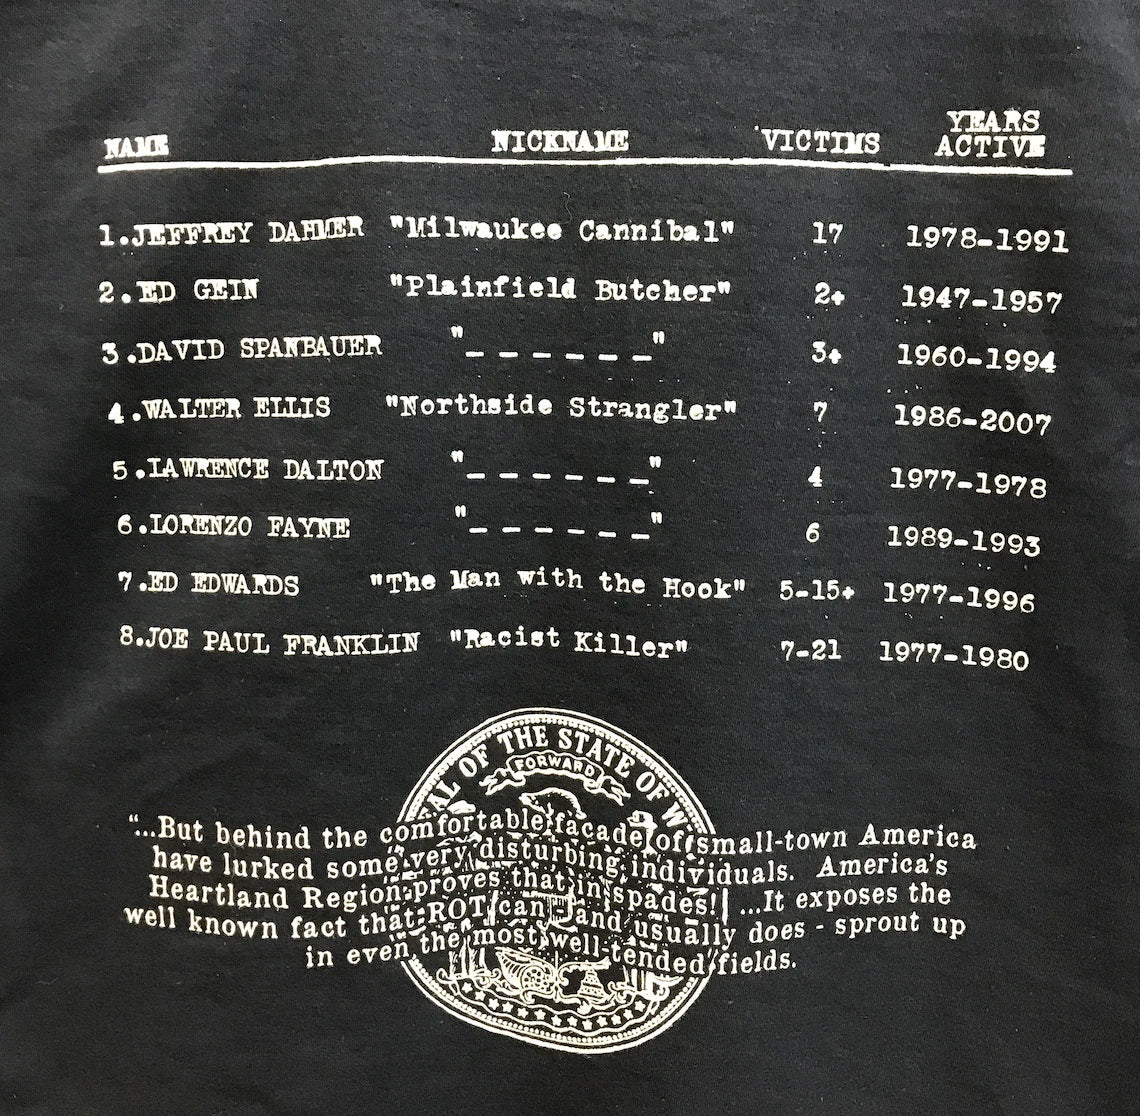 NAME NICKNAME VICTIMS YEARS ACTIVE
1.JEFFREY DAHMER "Milwaukee Cannibal" 17 1978-1991
2.ED GEIN "Plainfield Butcher" 2+ 1947-1957
3.DAVID SPANBAUER "_ _ _ _ _ _" 3+ 1960-1994
4.WALTER ELLIS "Northside Strangler" 7 1986-2007
5.LAWRENCE DALTON "_ _ _ _ _ _" 4 1977-1978
6.LORENZO FAYNE "_ _ _ _ _ _" 6 1989-1993
7.ED EDWARDS "The Man with the Hook" 5-15+ 1977-1996
8.JOE PAUL FRANKLIN "Racist Killer" 7-21 1977-1980
EAL OF THE STATE OF W
FORWARD
"...But behind the comfortable facade of small-town America
have lurked some very disturbing individuals. America's
Heartland Region proves that in spades! ...It exposes the
well known fact that ROT can and usually does - sprout up
in even the most well-tended fields.